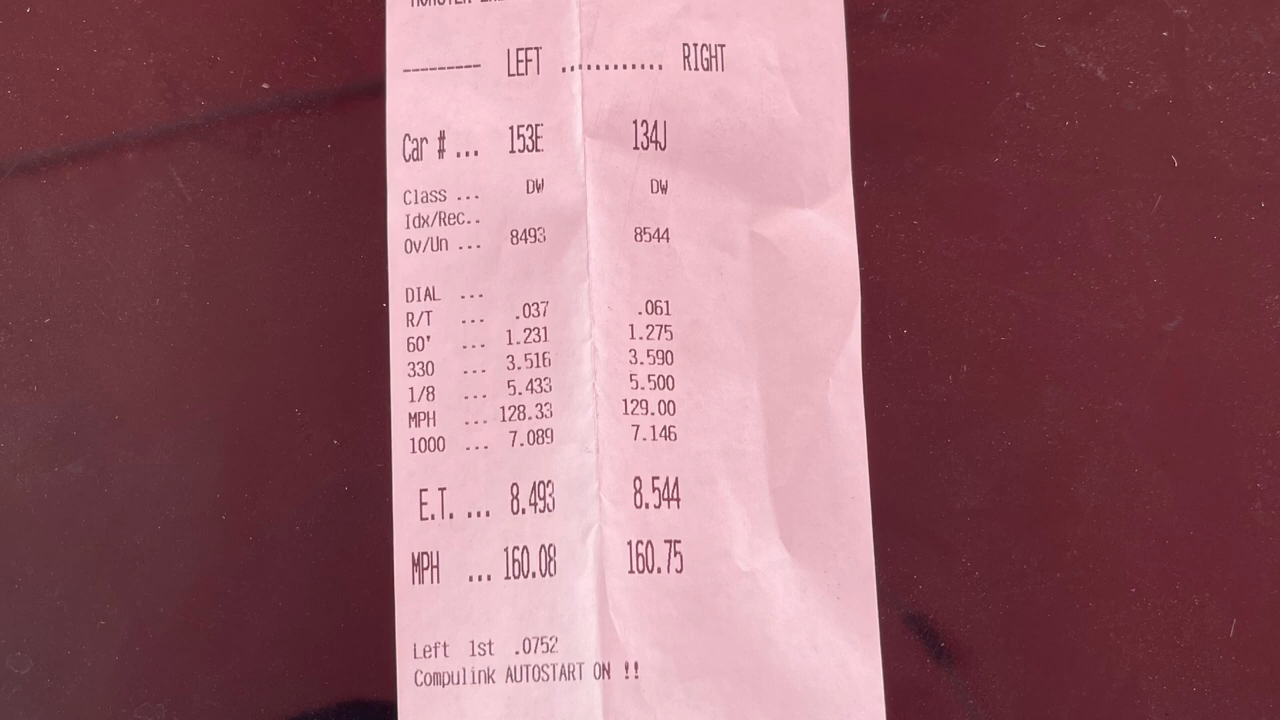 --------- LEFT ............ RIGHT
Car # ... 153E 134J
Class ... DW DW
Idx/Rec..
Ov/Un ... 8493 8544
DIAL ...
R/T ... .037 .061
60' ... 1.231 1.275
330 ... 3.516 3.590
1/8 ... 5.433 5.500
MPH ... 128.33 129.00
1000 ... 7.089 7.146
E.T. ... 8.493 8.544
MPH ... 160.08 160.75
Left 1st .0752
Compulink AUTOSTART ON !!